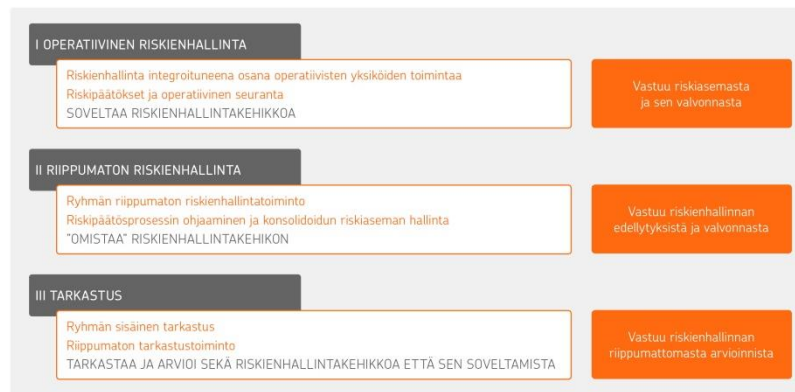 I OPERATIIVINEN RISKIENHALLINTA
Riskienhallinta integroituneena osana operatiivisten yksiköiden toimintaa
Riskipäätökset ja operatiivinen seuranta
SOVELTAA RISKIENHALLINTAKEHIKKOA
Vastuu riskiasemasta
ja sen valvonnasta
II RIIPPUMATON RISKIENHALLINTA
Ryhmän riippumaton riskienhallintatoiminto
Riskipäätösprosessin ohjaaminen ja konsolidoidun riskiaseman hallinta
"OMISTAA" RISKIENHALLINTAKEHIKON
Vastuu riskienhallinnan
edellytyksistä ja valvonnasta
III TARKASTUS
Ryhmän sisäinen tarkastus
Riippumaton tarkastustoiminto
TARKASTAA JA ARVIOI SEKÄ RISKIENHALLINTAKEHIKKOA ETTÄ SEN SOVELTAMISTA
Vastuu riskienhallinnan
riippumattomasta arvioinnista